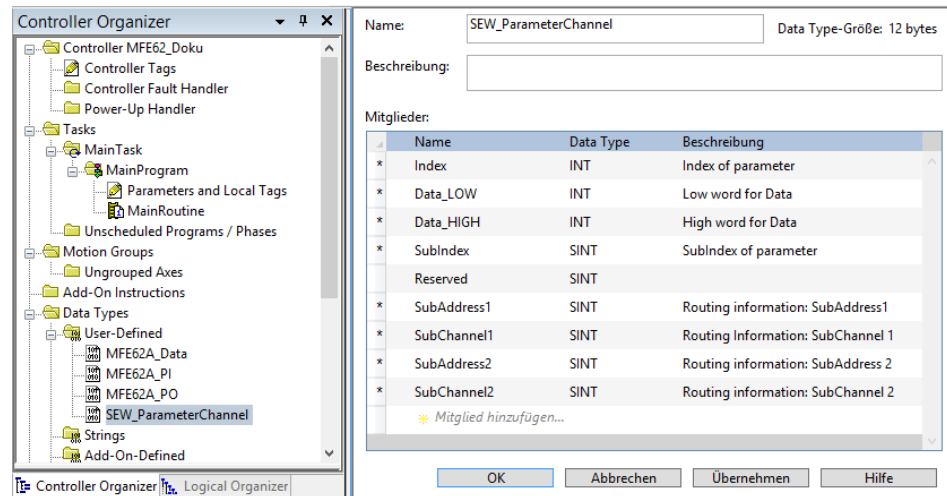 Controller Organizer
Controller MFE62_Doku
Controller Tags
Controller Fault Handler
Power-Up Handler
Tasks
MainTask
MainProgram
Parameters and Local Tags
MainRoutine
Unscheduled Programs / Phases
Motion Groups
Ungrouped Axes
Add-On Instructions
Data Types
User-Defined
MFE62A_Data
MFE62A_PI
MFE62A_PO
SEW_ParameterChannel
Strings
Add-On-Defined
Controller Organizer Logical Organizer
Name: SEW_ParameterChannel Data Type-Größe: 12 bytes
Beschreibung:
Mitglieder:
Name Data Type Beschreibung
* Index INT Index of parameter
* Data_LOW INT Low word for Data
* Data_HIGH INT High word for Data
* SubIndex SINT SubIndex of parameter
Reserved SINT
* SubAddress1 SINT Routing information: SubAddress1
* SubChannel1 SINT Routing Information: SubChannel 1
* SubAddress2 SINT Routing information: SubAddress 2
* SubChannel2 SINT Routing information: SubChannel 2
Mitglied hinzufügen...
OK Abbrechen Übernehmen Hilfe